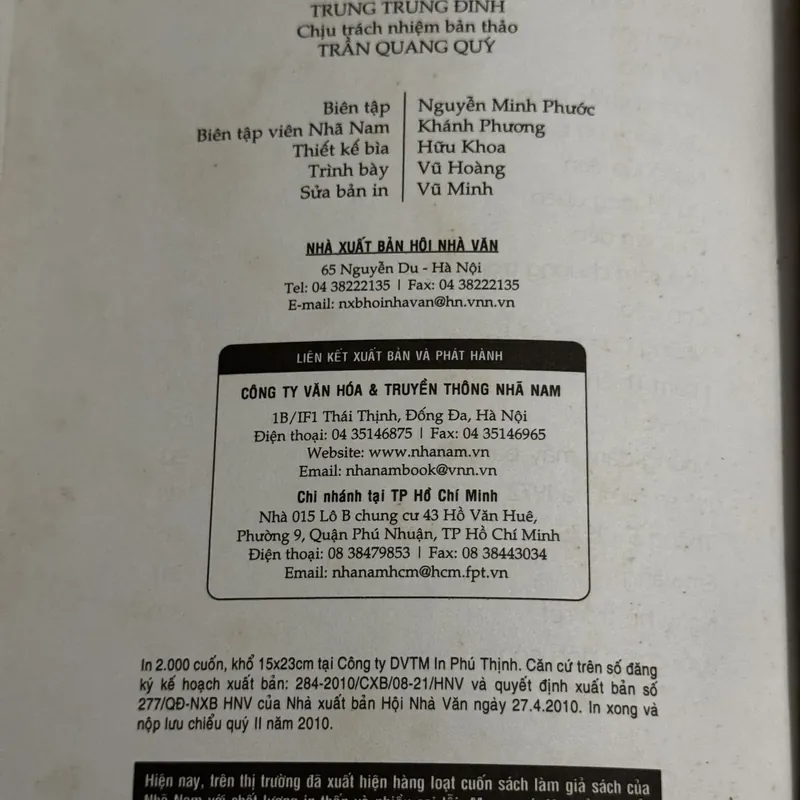 TRUNG TRUNG ĐỈNH
Chịu trách nhiệm bản thảo
TRẦN QUANG QUÝ
Biên tập | Nguyễn Minh Phước
Biên tập viên Nhã Nam | Khánh Phương
Thiết kế bìa | Hữu Khoa
Trình bày | Vũ Hoàng
Sửa bản in | Vũ Minh
NHÀ XUẤT BẢN HỘI NHÀ VĂN
65 Nguyễn Du - Hà Nội
Tel: 04 38222135 | Fax: 04 38222135
E-mail: nxbhoinhavan@hn.vnn.vn
LIÊN KẾT XUẤT BẢN VÀ PHÁT HÀNH
CÔNG TY VĂN HÓA & TRUYỀN THÔNG NHÃ NAM
1B/IF1 Thái Thịnh, Đống Đa, Hà Nội
Điện thoại: 04 35146875 | Fax: 04 35146965
Website: www.nhanam.vn
Email: nhanambook@vnn.vn
Chi nhánh tại TP Hồ Chí Minh
Nhà 015 Lô B chung cư 43 Hồ Văn Huê,
Phường 9, Quận Phú Nhuận, TP Hồ Chí Minh
Điện thoại: 08 38479853 | Fax: 08 38443034
Email: nhanamhcm@hcm.fpt.vn
In 2.000 cuốn, khổ 15x23cm tại Công ty DVTM In Phú Thịnh. Căn cứ trên số đăng
ký kế hoạch xuất bản: 284-2010/CXB/08-21/HNV và quyết định xuất bản số
277/QĐ-NXB HNV của Nhà xuất bản Hội Nhà Văn ngày 27.4.2010. In xong và
nộp lưu chiểu quý II năm 2010.
Hiện nay, trên thị trường đã xuất hiện hàng loạt cuốn sách làm giả sách của
Nhã Nam với chất lượng in thấp và nhiều sai lỗi.